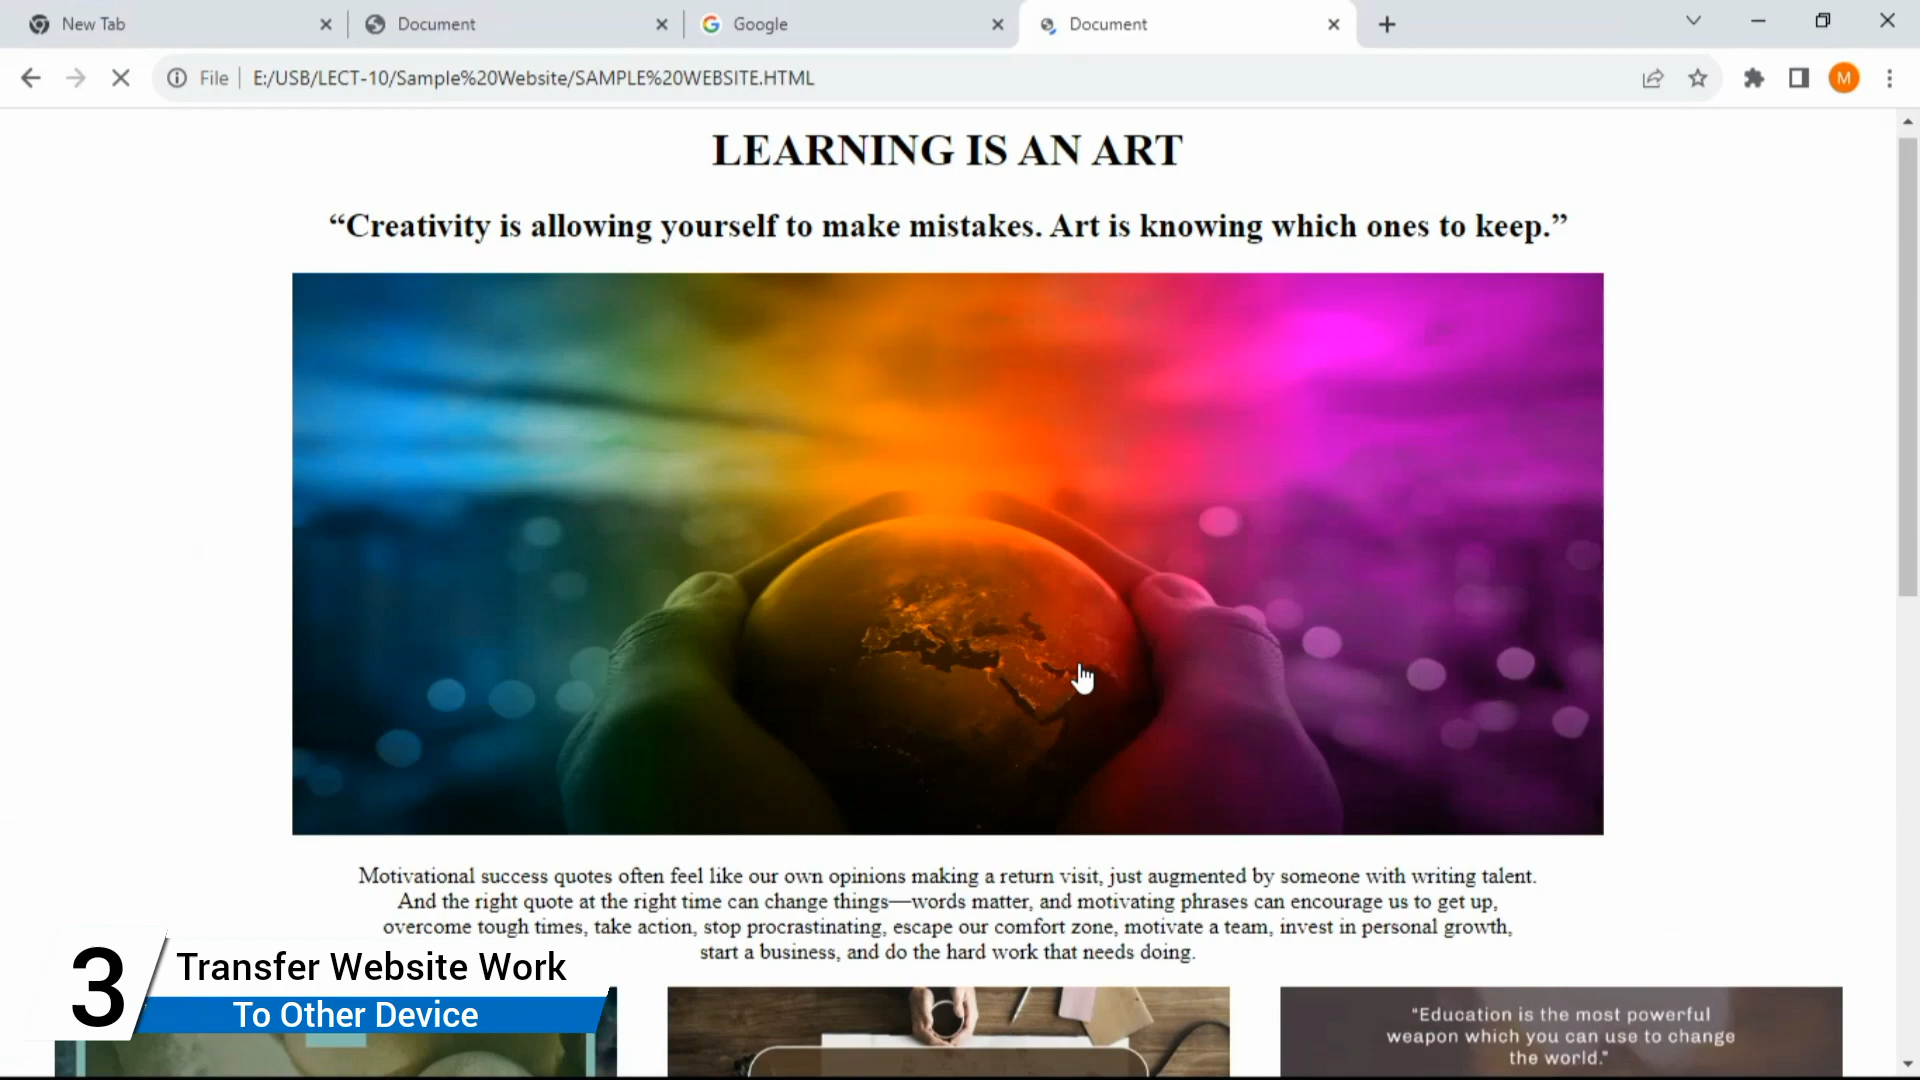 New Tab
Document
Google
Document
File
E:/USB/LECT-10/Sample%20Website/SAMPLE%20WEBSITE.HTML
M
LEARNING IS AN ART
“Creativity is allowing yourself to make mistakes. Art is knowing which ones to keep.”
Motivational success quotes often feel like our own opinions making a return visit, just augmented by someone with writing talent.
And the right quote at the right time can change things—words matter, and motivating phrases can encourage us to get up,
overcome tough times, take action, stop procrastinating, escape our comfort zone, motivate a team, invest in personal growth,
start a business, and do the hard work that needs doing.
3
Transfer Website Work
To Other Device
"Education is the most powerful
weapon which you can use to change
the world."